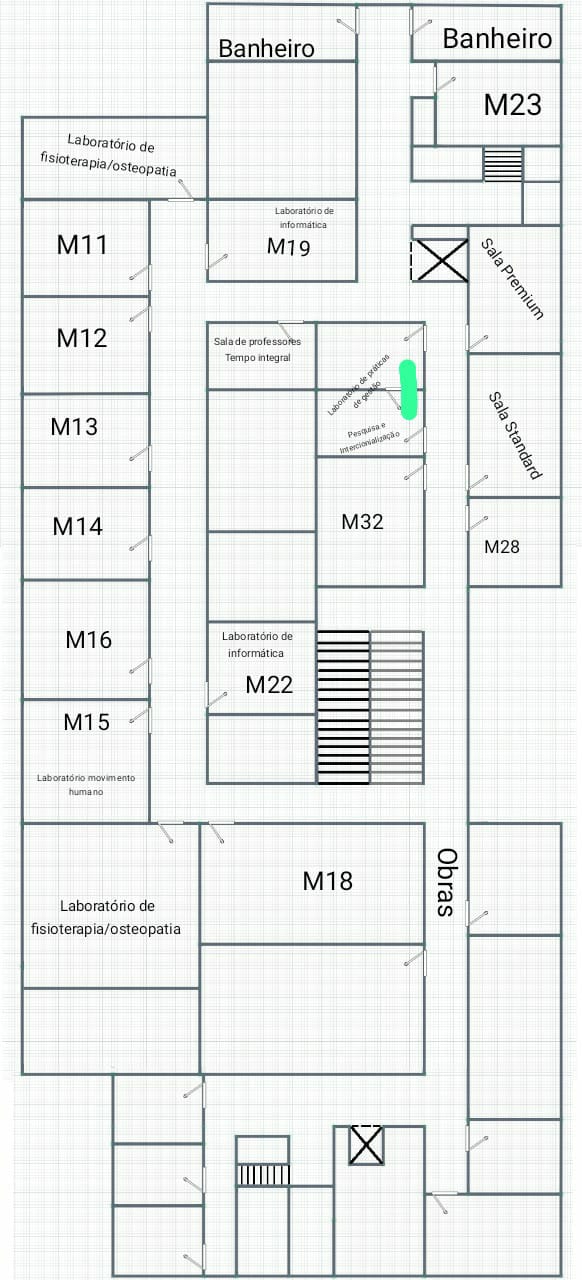 Banheiro
Banheiro
M23
Laboratório de
fisioterapia/osteopatia
M11
Laboratório de
informática
M19
Sala Premium
M12
Sala de professores
Tempo integral
Laboratório de práticas
de gestão
M13
Pesquisa e
Intercionialização
Sala Standard
M14
M32
M28
M16
Laboratório de
informática
M22
M15
Laboratório movimento
humano
M18
Obras
Laboratório de
fisioterapia/osteopatia